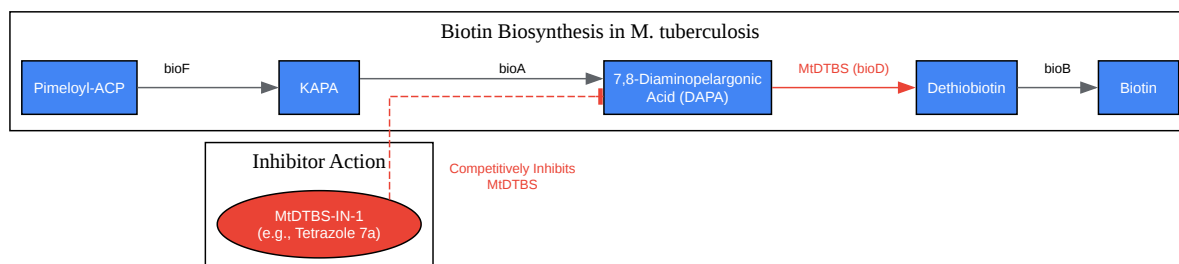 Biotin Biosynthesis in M. tuberculosis
Pimeloyl-ACP
bioF
KAPA
bioA
7,8-Diaminopelargonic
Acid (DAPA)
MtDTBS (bioD)
Dethiobiotin
bioB
Biotin
Inhibitor Action
Competitively Inhibits
MtDTBS
MtDTBS-IN-1
(e.g., Tetrazole 7a)